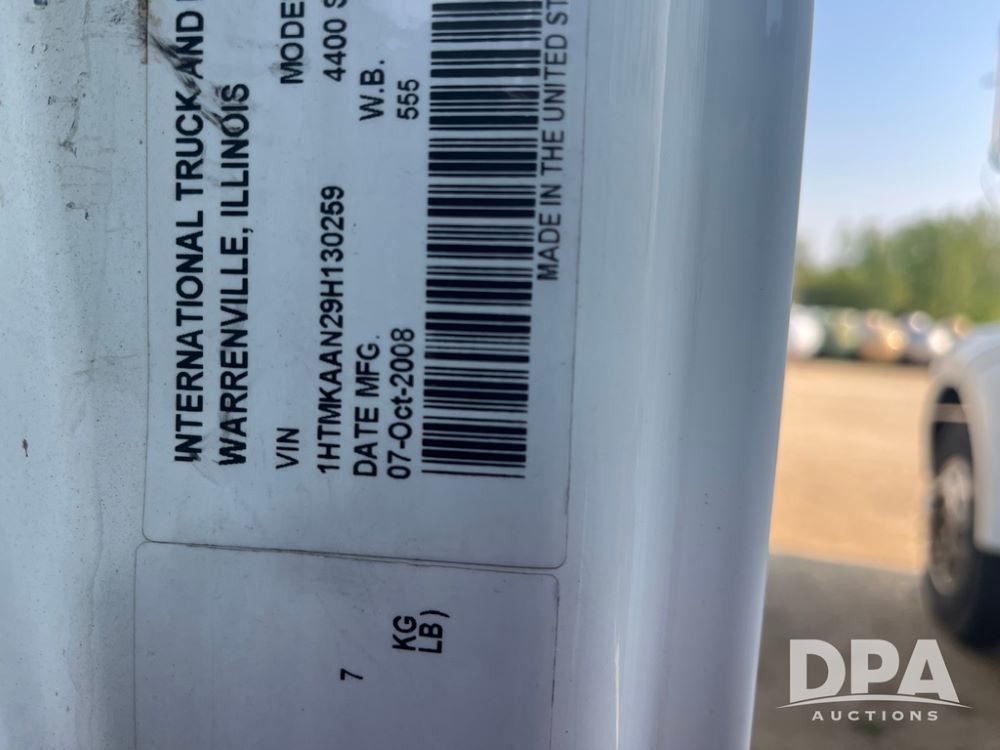 INTERNATIONAL TRUCK AND
WARRENVILLE, ILLINOIS
VIN MODE
1HTMKAAN29H130259 4400 S
DATE MFG. W.B.
07-Oct-2008 555
MADE IN THE UNITED ST
7
KG
LB)
DPA
AUCTIONS